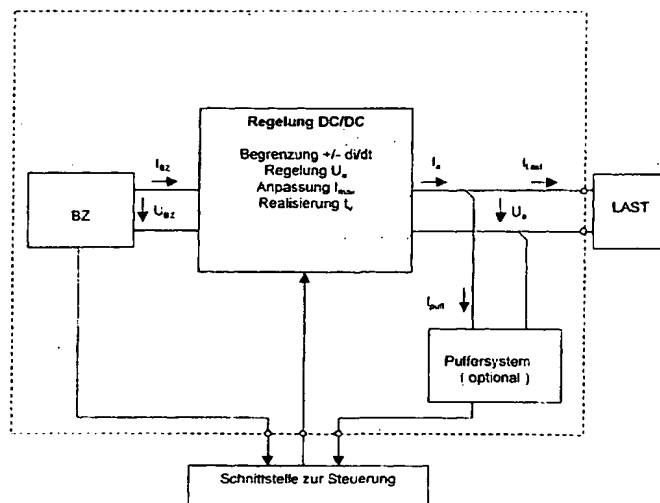 Regelung DC/DC
Begrenzung +/- di/dt
Regelung Ua
Anpassung Imax
Realisierung tv
IBZ
UBZ
BZ
Ia
ILast
Ua
LAST
Ipuff
Puffersystem
( optional )
Schnittstelle zur Steuerung